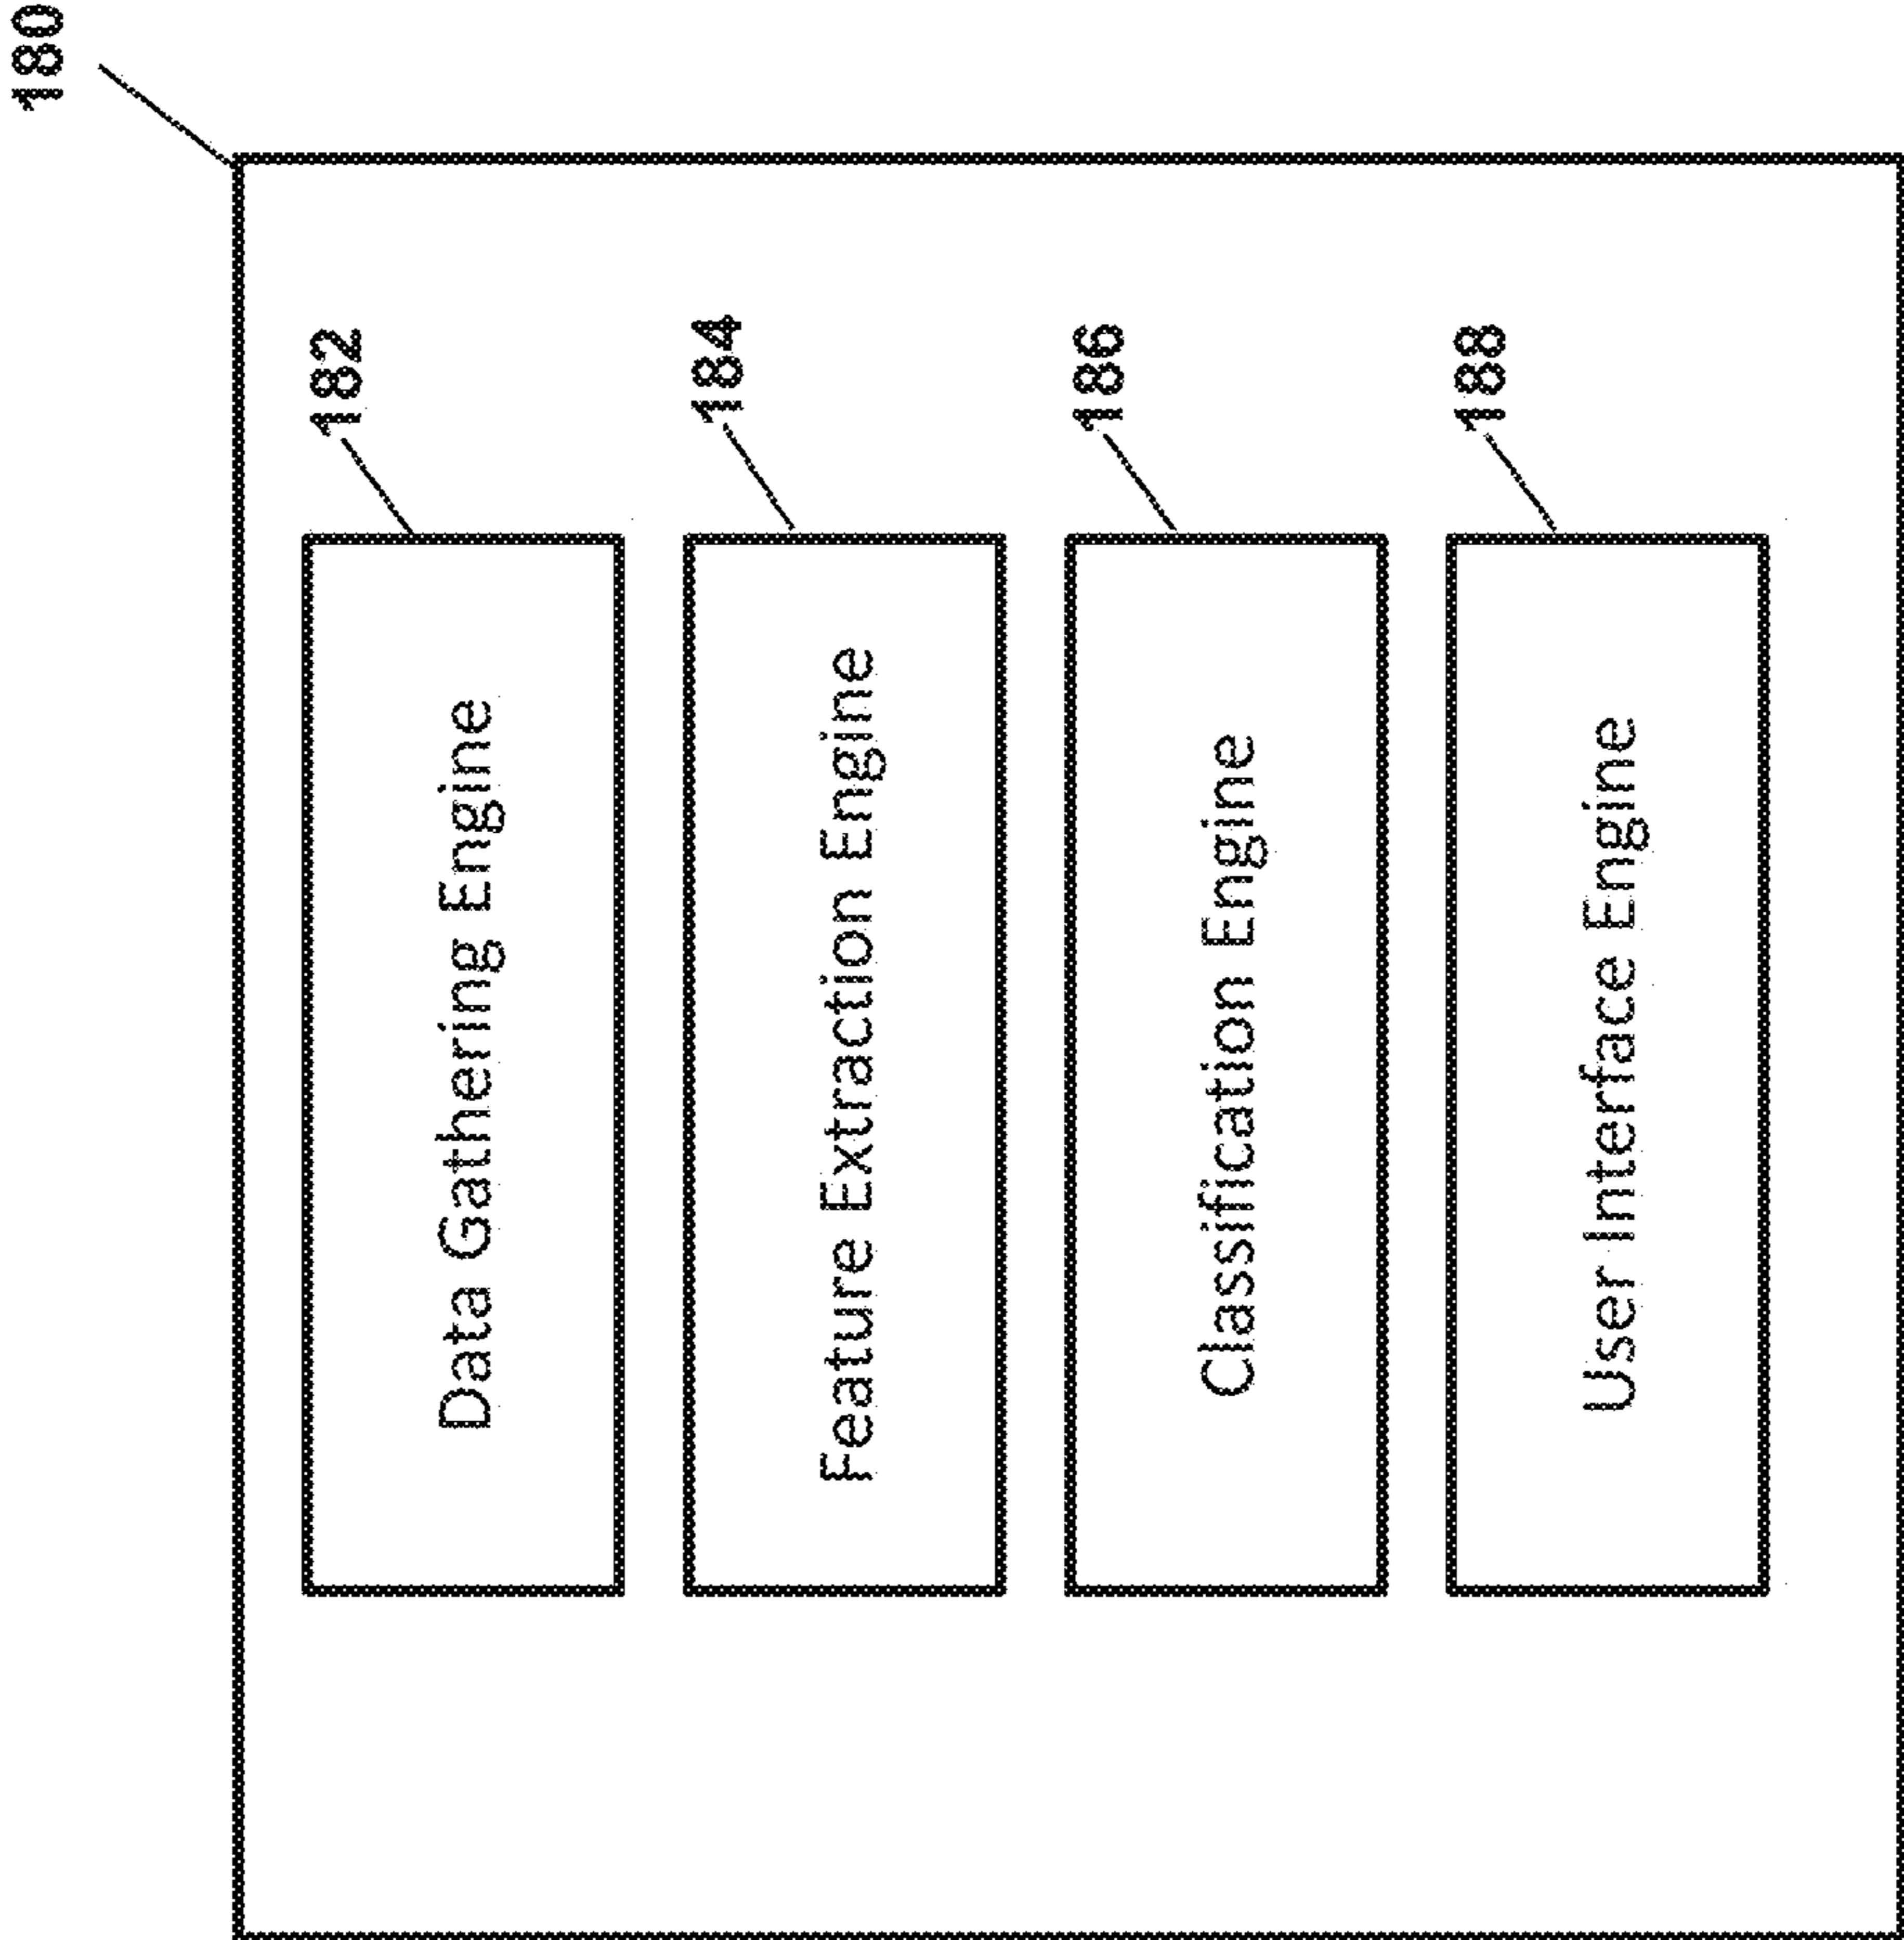 180
182
Data Gathering Engine
184
Feature Extraction Engine
186
Classification Engine
188
User Interface Engine